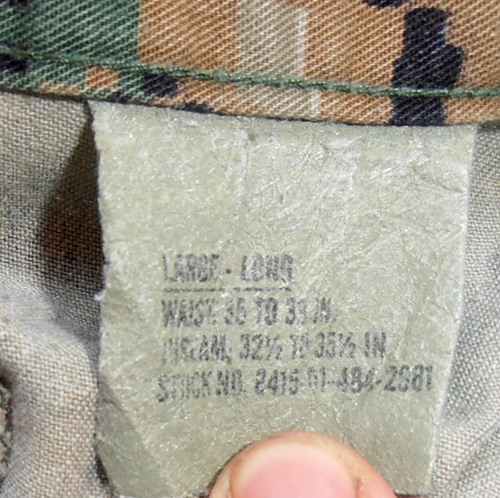 LARGE - LONG
WAIST, 35 TO 39 IN.
INSEAM, 32½ TO 35½ IN.
STOCK NO. 8415-01-484-2581